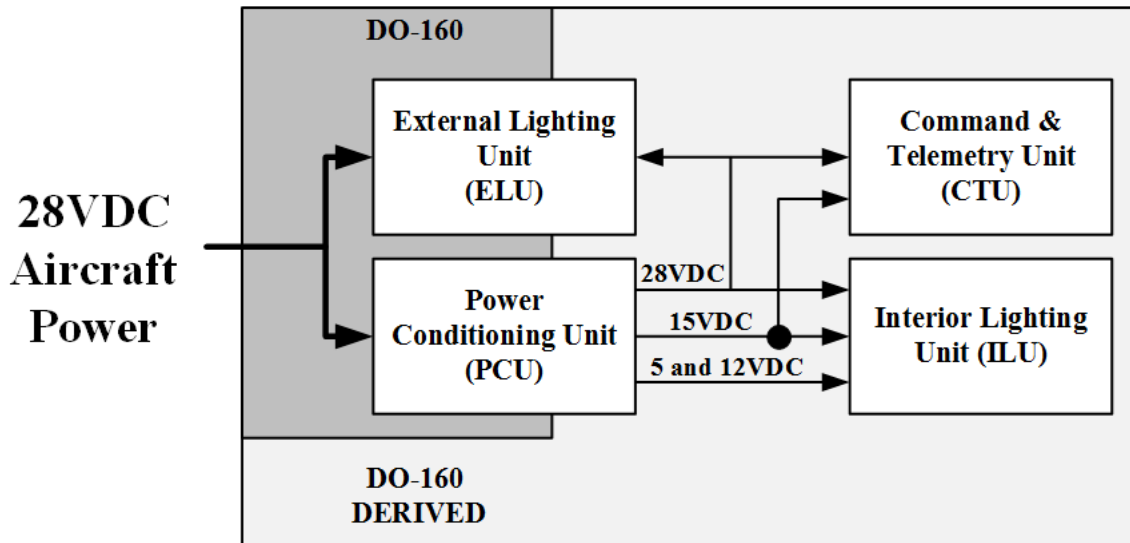 DO-160
28VDC
Aircraft
Power
External Lighting
Unit
(ELU)
Command &
Telemetry Unit
(CTU)
Power
Conditioning Unit
(PCU)
28VDC
15VDC
5 and 12VDC
Interior Lighting
Unit (ILU)
DO-160
DERIVED